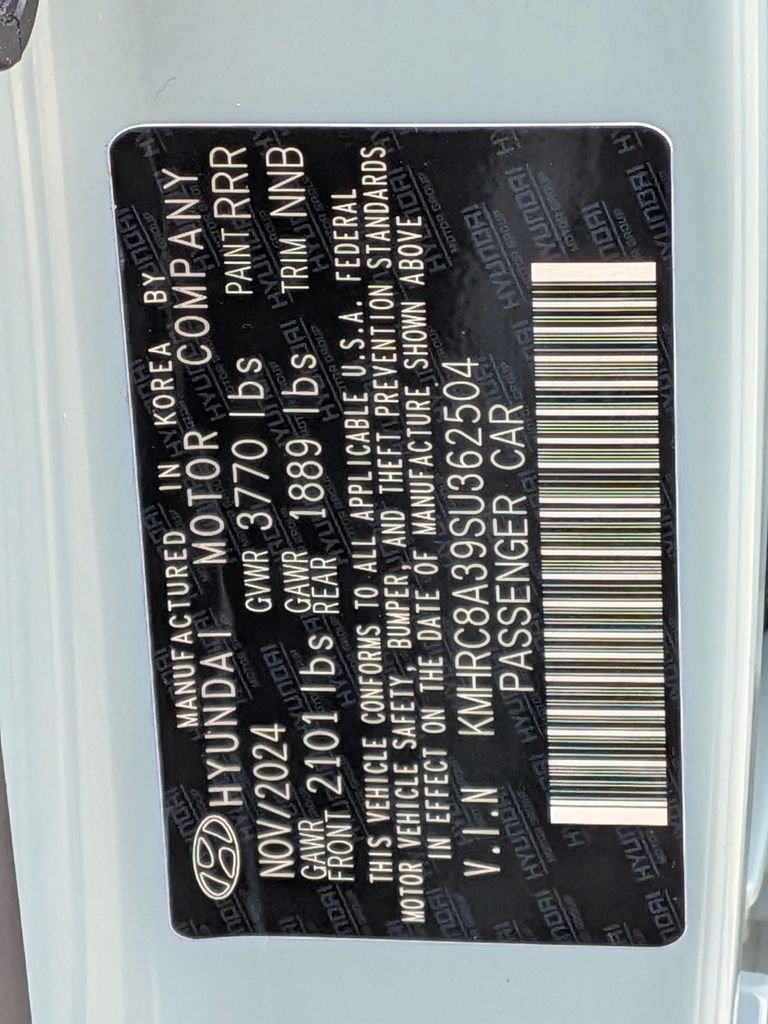 MANUFACTURED IN KOREA BY
HYUNDAI MOTOR COMPANY
NOV/2024 GVWR 3770 lbs PAINT RRR
GAWR FRONT 2101 lbs GAWR REAR 1889 lbs TRIM NNB
THIS VEHICLE CONFORMS TO ALL APPLICABLE U.S.A. FEDERAL
MOTOR VEHICLE SAFETY, BUMPER, AND THEFT PREVENTION STANDARDS
IN EFFECT ON THE DATE OF MANUFACTURE SHOWN ABOVE
V.I.N KMHRC8A39SU362504
PASSENGER CAR